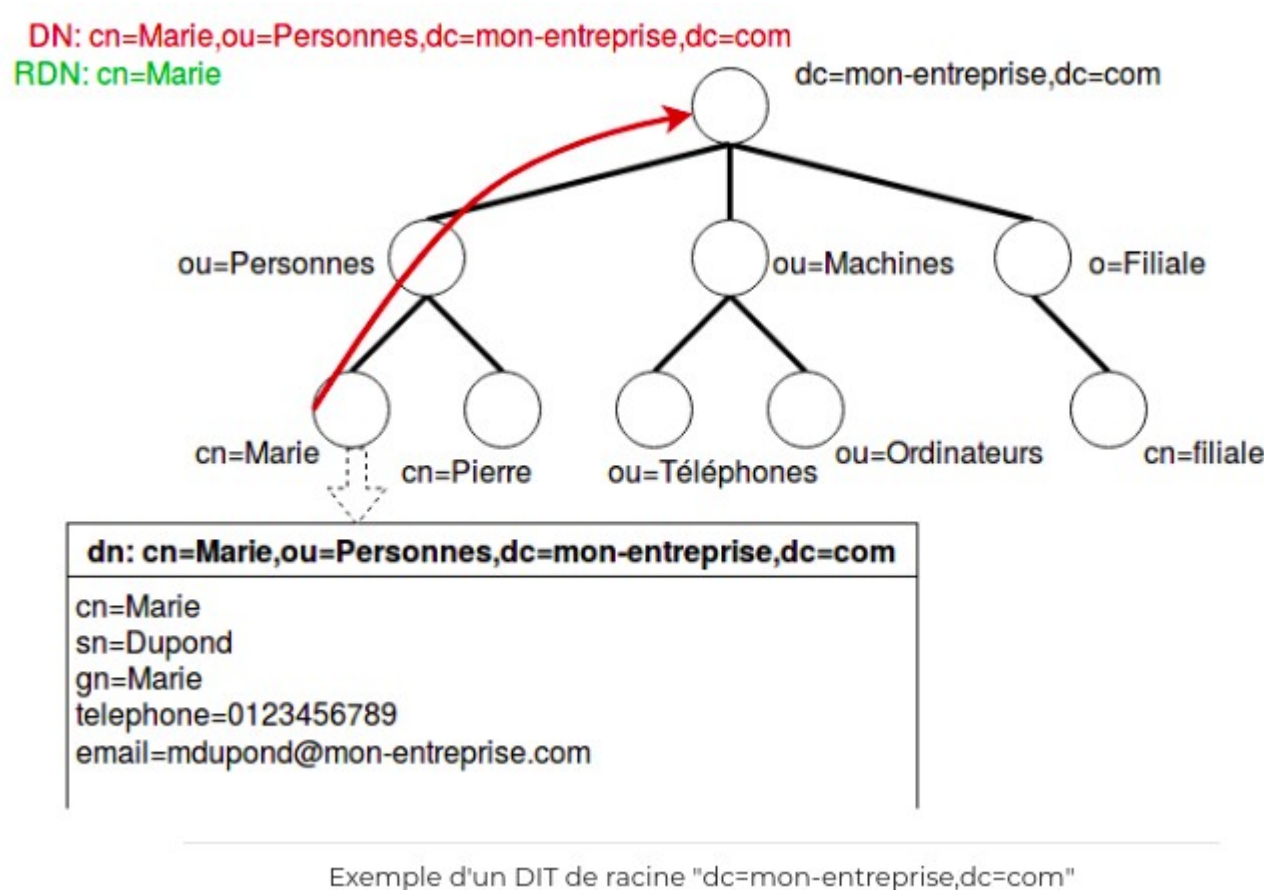 DN: cn=Marie,ou=Personnes,dc=mon-entreprise,dc=com
RDN: cn=Marie
dc=mon-entreprise,dc=com
ou=Personnes
ou=Machines
o=Filiale
cn=Marie
cn=Pierre
ou=Téléphones
ou=Ordinateurs
cn=filiale
dn: cn=Marie,ou=Personnes,dc=mon-entreprise,dc=com
cn=Marie
sn=Dupond
gn=Marie
telephone=0123456789
email=mdupond@mon-entreprise.com
Exemple d'un DIT de racine "dc=mon-entreprise,dc=com"